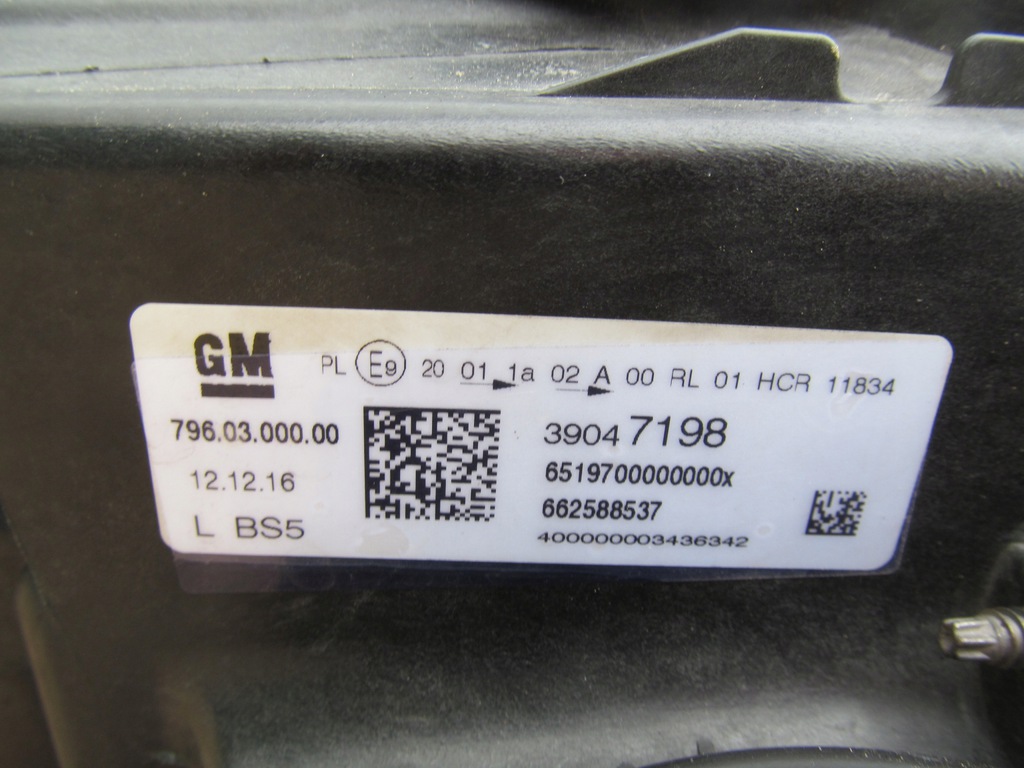 GM
PL E9 20 01 1a 02 A 00 RL 01 HCR 11834
796.03.000.00
39047198
12.12.16
6519700000000x
662588537
L BS5
400000003436342